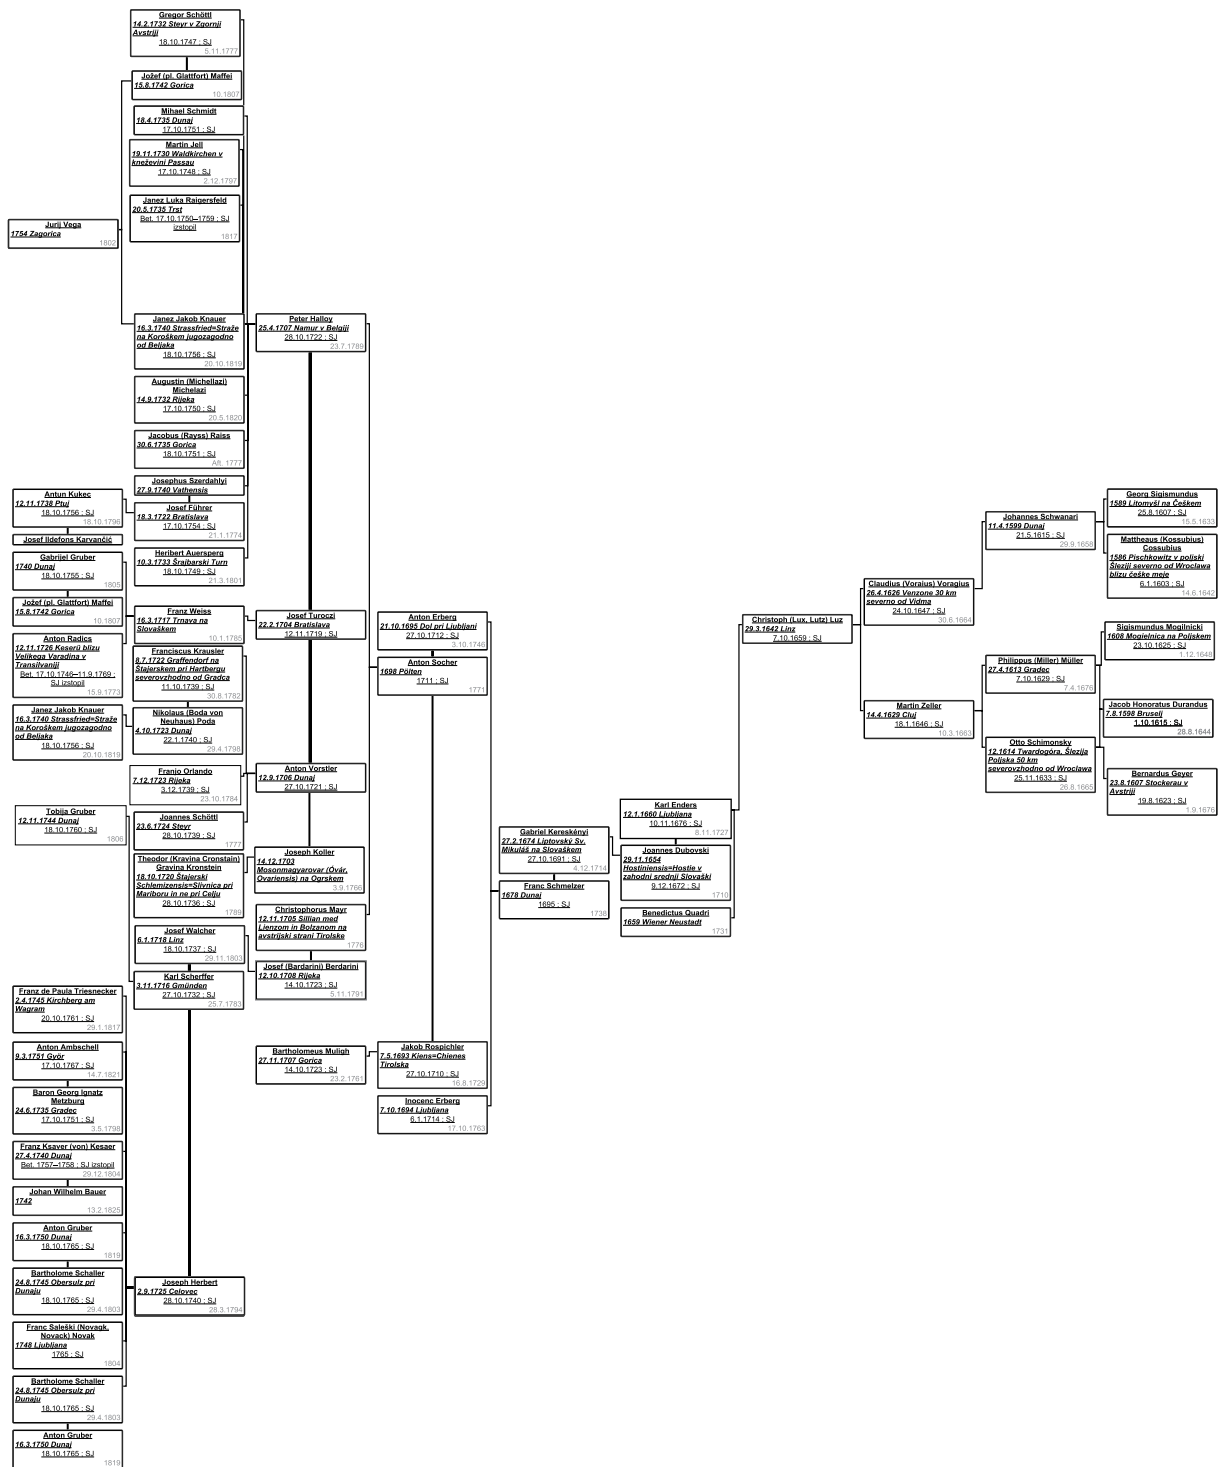 Gregor Schöttl
14.2.1732 Steyr v Zgornji
Avstriji
18.10.1747 ; SJ
5.11.1777
Jožef (pl. Glattfort) Maffei
15.8.1742 Gorica
10.1807
Mihael Schmidt
18.4.1735 Dunaj
17.10.1751 ; SJ
Martin Jell
19.11.1730 Waldkirchen v
kneževini Passau
17.10.1748 ; SJ
2.12.1797
Janez Luka Raigersfeld
20.5.1735 Trst
Bet. 17.10.1750–1759 ; SJ
izstopil
1817
Jurij Vega
1754 Zagorica
1802
Janez Jakob Knauer
16.3.1740 Strassfried=Straže
na Koroškem jugozagodno
od Beljaka
18.10.1756 ; SJ
20.10.1819
Peter Halloy
25.4.1707 Namur v Belgiji
28.10.1722 ; SJ
23.7.1789
Augustin (Michellazi)
Michelazi
14.9.1732 Rijeka
17.10.1750 ; SJ
20.5.1820
Jacobus (Rayss) Raiss
30.6.1735 Gorica
18.10.1751 ; SJ
Aft. 1777
Josephus Szerdahlyi
27.9.1740 Vathensis
Josef Führer
18.3.1722 Bratislava
17.10.1754 ; SJ
21.1.1774
Heribert Auersperg
10.3.1733 Šrajbarski Turn
18.10.1749 ; SJ
21.3.1801
Antun Kukec
12.11.1738 Ptuj
18.10.1756 ; SJ
18.10.1796
Josef Ildefons Karvančić
Gabrijel Gruber
1740 Dunaj
18.10.1755 ; SJ
1805
Jožef (pl. Glattfort) Maffei
15.8.1742 Gorica
10.1807
Anton Radics
12.11.1726 Keserü blizu
Velikega Varadina v
Transilvaniji
Bet. 17.10.1746–11.9.1769 ;
SJ izstopil
15.9.1773
Janez Jakob Knauer
16.3.1740 Strassfried=Straže
na Koroškem jugozagodno
od Beljaka
18.10.1756 ; SJ
20.10.1819
Franz Weiss
16.3.1717 Trnava na
Slovaškem
10.1.1785
Franciscus Krausler
8.7.1722 Graffendorf na
Štajerskem pri Hartbergu
severovzhodno od Gradca
11.10.1739 ; SJ
30.8.1782
Nikolaus (Boda von
Neuhaus) Poda
4.10.1723 Dunaj
22.1.1740 ; SJ
29.4.1798
Franjo Orlando
7.12.1723 Rijeka
3.12.1739 ; SJ
23.10.1784
Joannes Schöttl
23.6.1724 Steyr
28.10.1739 ; SJ
1777
Theodor (Kravina Cronstain)
Gravina Kronstein
18.10.1720 Štajerski
Schlemizensis=Slivnica pri
Mariboru in ne pri Celju
28.10.1736 ; SJ
1789
Josef Walcher
6.1.1718 Linz
18.10.1737 ; SJ
29.11.1803
Karl Scherffer
3.11.1716 Gmünden
27.10.1732 ; SJ
25.7.1783
Tobija Gruber
12.11.1744 Dunaj
18.10.1760 ; SJ
1806
Josef Turoczi
22.2.1704 Bratislava
12.11.1719 ; SJ
Anton Vorstler
12.9.1706 Dunaj
27.10.1721 ; SJ
Joseph Koller
14.12.1703
Mosonmagyarovar (Óvár,
Ovariensis) na Ogrskem
3.9.1766
Christophorus Mayr
12.11.1705 Sillian med
Lienzom in Bolzanom na
avstrijski strani Tirolske
1776
Josef (Bardarini) Berdarini
12.10.1708 Rijeka
14.10.1723 ; SJ
5.11.1791
Anton Erberg
21.10.1695 Dol pri Ljubljani
27.10.1712 ; SJ
3.10.1746
Anton Socher
1698 Pölten
1711 ; SJ
1771
Bartholomeus Muligh
27.11.1707 Gorica
14.10.1723 ; SJ
23.2.1761
Jakob Rospichler
7.5.1693 Kiens=Chienes
Tirolska
27.10.1710 ; SJ
16.8.1729
Inocenc Erberg
7.10.1694 Ljubljana
6.1.1714 ; SJ
17.10.1763
Gabriel Kereskényi
27.2.1674 Liptovský Sv.
Mikuláš na Slovaškem
27.10.1691 ; SJ
4.12.1714
Franc Schmelzer
1678 Dunaj
1695 ; SJ
1738
Karl Enders
12.1.1660 Ljubljana
10.11.1676 ; SJ
8.11.1727
Joannes Dubovski
29.11.1654
Hostiniensis=Hostie v
zahodni srednji Slovaški
9.12.1672 ; SJ
1710
Benedictus Quadri
1659 Wiener Neustadt
1731
Christoph (Lux, Lutz) Luz
29.3.1642 Linz
7.10.1659 ; SJ
Claudius (Voraius) Voragius
26.4.1626 Venzone 30 km
severno od Vidma
24.10.1647 ; SJ
30.6.1664
Martin Zeller
14.4.1629 Cluj
18.1.1646 ; SJ
10.3.1663
Johannes Schwanari
11.4.1599 Dunaj
21.5.1615 ; SJ
29.9.1658
Philippus (Miller) Müller
27.4.1613 Gradec
7.10.1629 ; SJ
7.4.1676
Otto Schimonsky
12.1614 Twardogóra, Šlezija
Poljska 50 km
severovzhodno od Wroclawa
25.11.1633 ; SJ
26.8.1665
Georg Sigismundus
1589 Litomyšl na Češkem
25.8.1607 ; SJ
15.5.1633
Mattheaus (Kossubius)
Cossubius
1586 Pischkowitz v poljski
Šleziji severno od Wroclawa
blizu češke meje
6.1.1603 ; SJ
14.6.1642
Sigismundus Mogilnicki
1608 Mogielnica na Poljskem
23.10.1625 ; SJ
1.12.1648
Jacob Honoratus Durandus
7.8.1598 Bruselj
1.10.1615 ; SJ
28.8.1644
Bernardus Geyer
23.8.1607 Stockerau v
Avstriji
19.8.1623 ; SJ
1.9.1676
Franz de Paula Triesnecker
2.4.1745 Kirchberg am
Wagram
20.10.1761 ; SJ
29.1.1817
Anton Ambschell
9.3.1751 Györ
17.10.1767 ; SJ
14.7.1821
Baron Georg Ignatz
Metzburg
24.6.1735 Gradec
17.10.1751 ; SJ
3.5.1798
Franz Ksaver (von) Kesaer
27.4.1740 Dunaj
Bet. 1757–1758 ; SJ izstopil
29.12.1804
Johan Wilhelm Bauer
1742
13.2.1825
Anton Gruber
16.3.1750 Dunaj
18.10.1765 ; SJ
1819
Bartholome Schaller
24.8.1745 Obersulz pri
Dunaju
18.10.1765 ; SJ
29.4.1803
Joseph Herbert
2.9.1725 Celovec
28.10.1740 ; SJ
28.3.1794
Franc Saleški (Novagk,
Novack) Novak
1748 Ljubljana
1765 ; SJ
1804
Bartholome Schaller
24.8.1745 Obersulz pri
Dunaju
18.10.1765 ; SJ
29.4.1803
Anton Gruber
16.3.1750 Dunaj
18.10.1765 ; SJ
1819